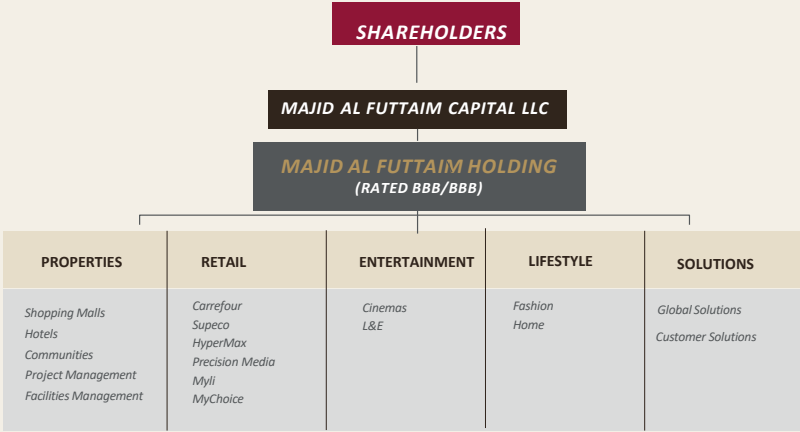 SHAREHOLDERS
MAJID AL FUTTAIM CAPITAL LLC
MAJID AL FUTTAIM HOLDING
(RATED BBB/BBB)
PROPERTIES
Shopping Malls
Hotels
Communities
Project Management
Facilities Management
RETAIL
Carrefour
Supeco
HyperMax
Precision Media
Myli
MyChoice
ENTERTAINMENT
Cinemas
L&E
LIFESTYLE
Fashion
Home
SOLUTIONS
Global Solutions
Customer Solutions